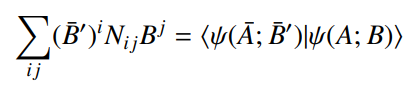 ∑_{ij} (B̄′)^i N_{ij} B^j = ⟨ψ(Ā; B̄′)|ψ(A; B)⟩